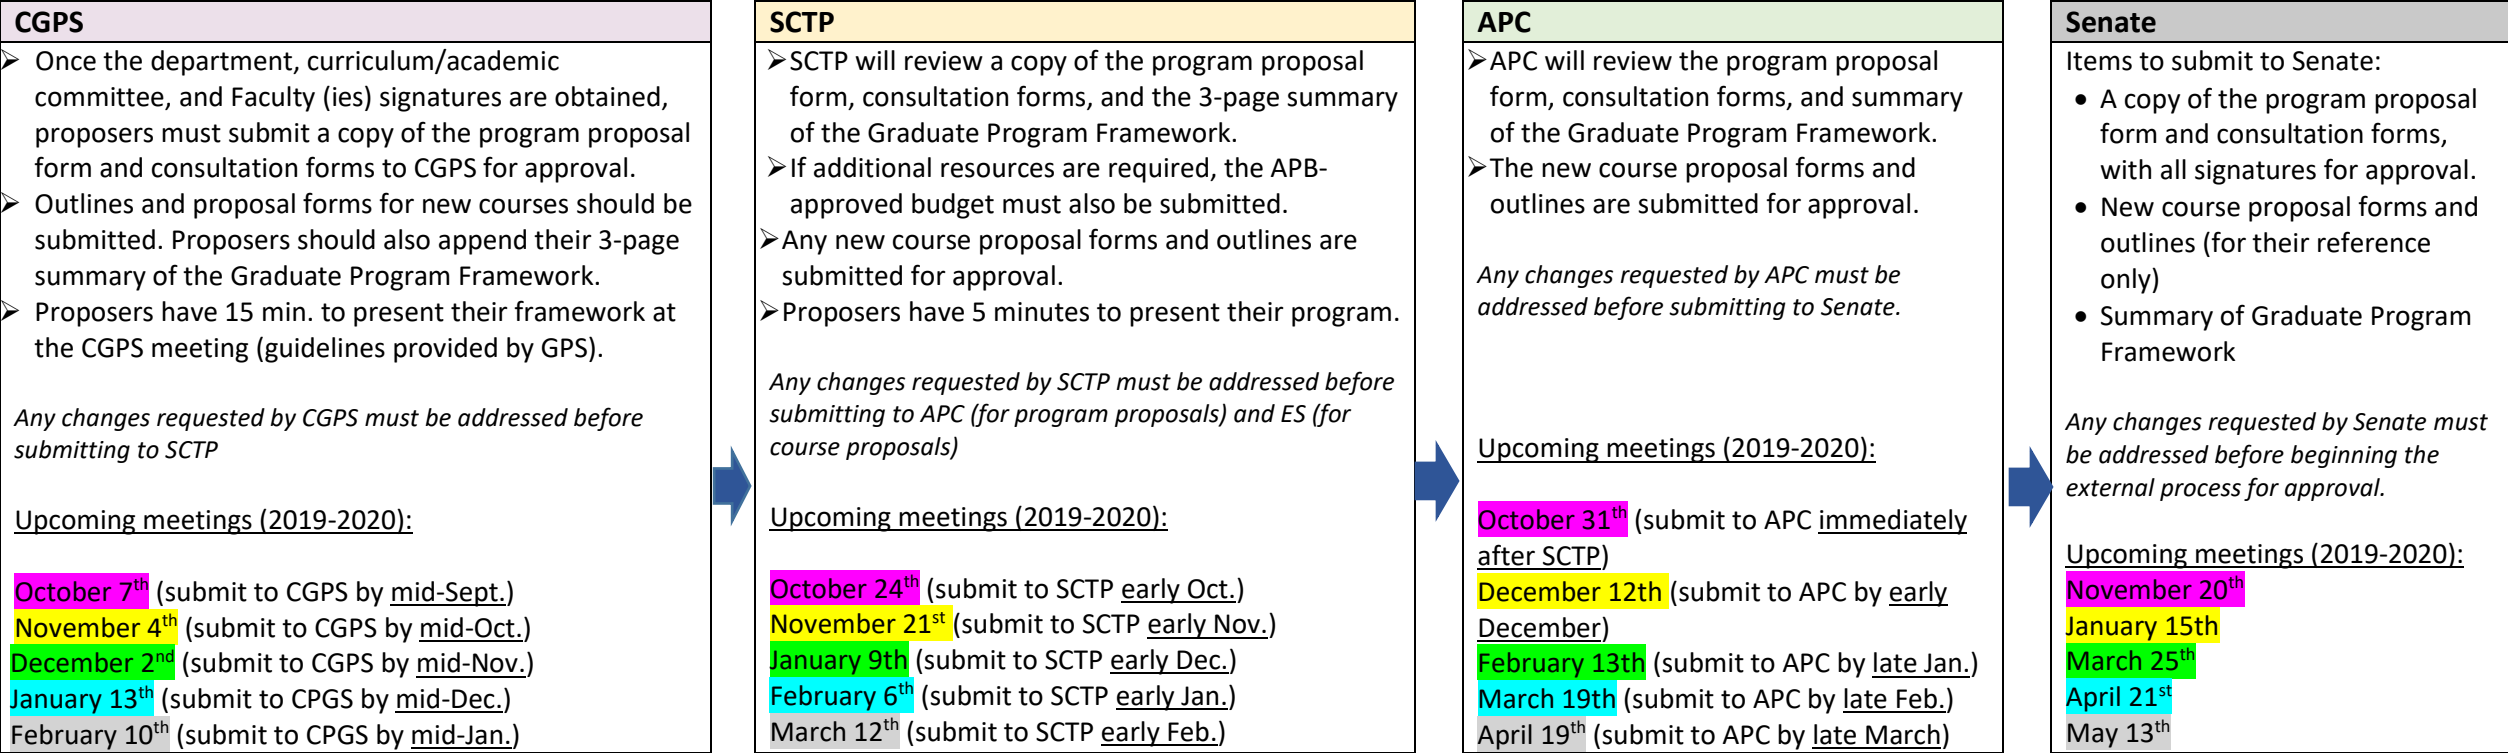 CGPS
➢ Once the department, curriculum/academic
committee, and Faculty (ies) signatures are obtained,
proposers must submit a copy of the program proposal
form and consultation forms to CGPS for approval.
➢ Outlines and proposal forms for new courses should be
submitted. Proposers should also append their 3-page
summary of the Graduate Program Framework.
➢ Proposers have 15 min. to present their framework at
the CGPS meeting (guidelines provided by GPS).
Any changes requested by CGPS must be addressed before
submitting to SCTP
Upcoming meetings (2019-2020):
October 7th (submit to CGPS by mid-Sept.)
November 4th (submit to CGPS by mid-Oct.)
December 2nd (submit to CGPS by mid-Nov.)
January 13th (submit to CPGS by mid-Dec.)
February 10th (submit to CPGS by mid-Jan.)
SCTP
➢SCTP will review a copy of the program proposal
form, consultation forms, and the 3-page summary
of the Graduate Program Framework.
➢If additional resources are required, the APB-
approved budget must also be submitted.
➢Any new course proposal forms and outlines are
submitted for approval.
➢Proposers have 5 minutes to present their program.
Any changes requested by SCTP must be addressed before
submitting to APC (for program proposals) and ES (for
course proposals)
Upcoming meetings (2019-2020):
October 24th (submit to SCTP early Oct.)
November 21st (submit to SCTP early Nov.)
January 9th (submit to SCTP early Dec.)
February 6th (submit to SCTP early Jan.)
March 12th (submit to SCTP early Feb.)
APC
➢APC will review the program proposal
form, consultation forms, and summary
of the Graduate Program Framework.
➢The new course proposal forms and
outlines are submitted for approval.
Any changes requested by APC must be
addressed before submitting to Senate.
Upcoming meetings (2019-2020):
October 31th (submit to APC immediately
after SCTP)
December 12th (submit to APC by early
December)
February 13th (submit to APC by late Jan.)
March 19th (submit to APC by late Feb.)
April 19th (submit to APC by late March)
Senate
Items to submit to Senate:
• A copy of the program proposal
form and consultation forms,
with all signatures for approval.
• New course proposal forms and
outlines (for their reference
only)
• Summary of Graduate Program
Framework
Any changes requested by Senate must
be addressed before beginning the
external process for approval.
Upcoming meetings (2019-2020):
November 20th
January 15th
March 25th
April 21st
May 13th